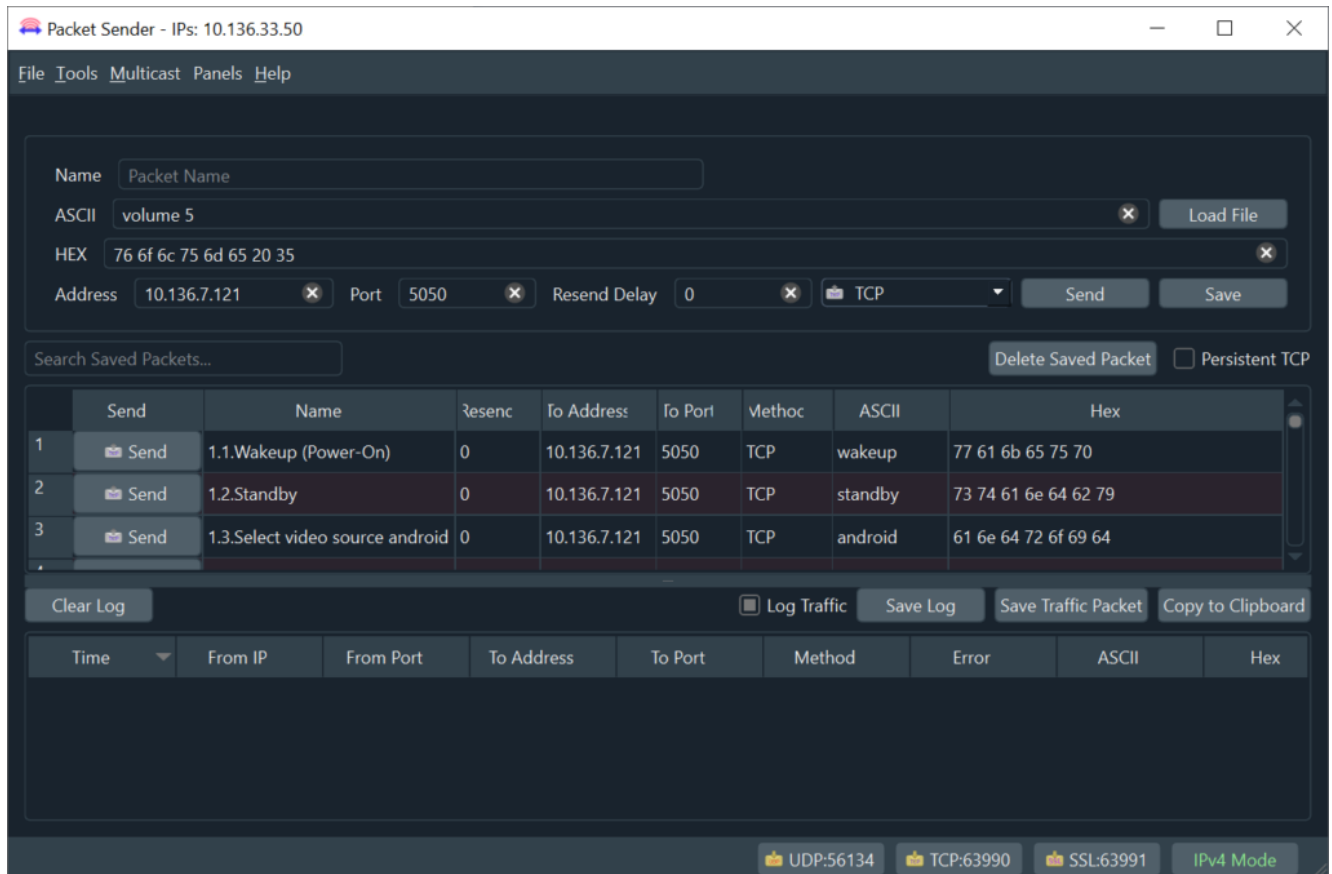 Packet Sender - IPs: 10.136.33.50
File Tools Multicast Panels Help
Name Packet Name
ASCII volume 5 Load File
HEX 76 6f 6c 75 6d 65 20 35
Address 10.136.7.121 Port 5050 Resend Delay 0 TCP Send Save
Search Saved Packets... Delete Saved Packet Persistent TCP
Send Name Resend To Address To Port Method ASCII Hex
1 Send 1.1.Wakeup (Power-On) 0 10.136.7.121 5050 TCP wakeup 77 61 6b 65 75 70
2 Send 1.2.Standby 0 10.136.7.121 5050 TCP standby 73 74 61 6e 64 62 79
3 Send 1.3.Select video source android 0 10.136.7.121 5050 TCP android 61 6e 64 72 6f 69 64
Clear Log Log Traffic Save Log Save Traffic Packet Copy to Clipboard
Time From IP From Port To Address To Port Method Error ASCII Hex
UDP:56134 TCP:63990 SSL:63991 IPv4 Mode